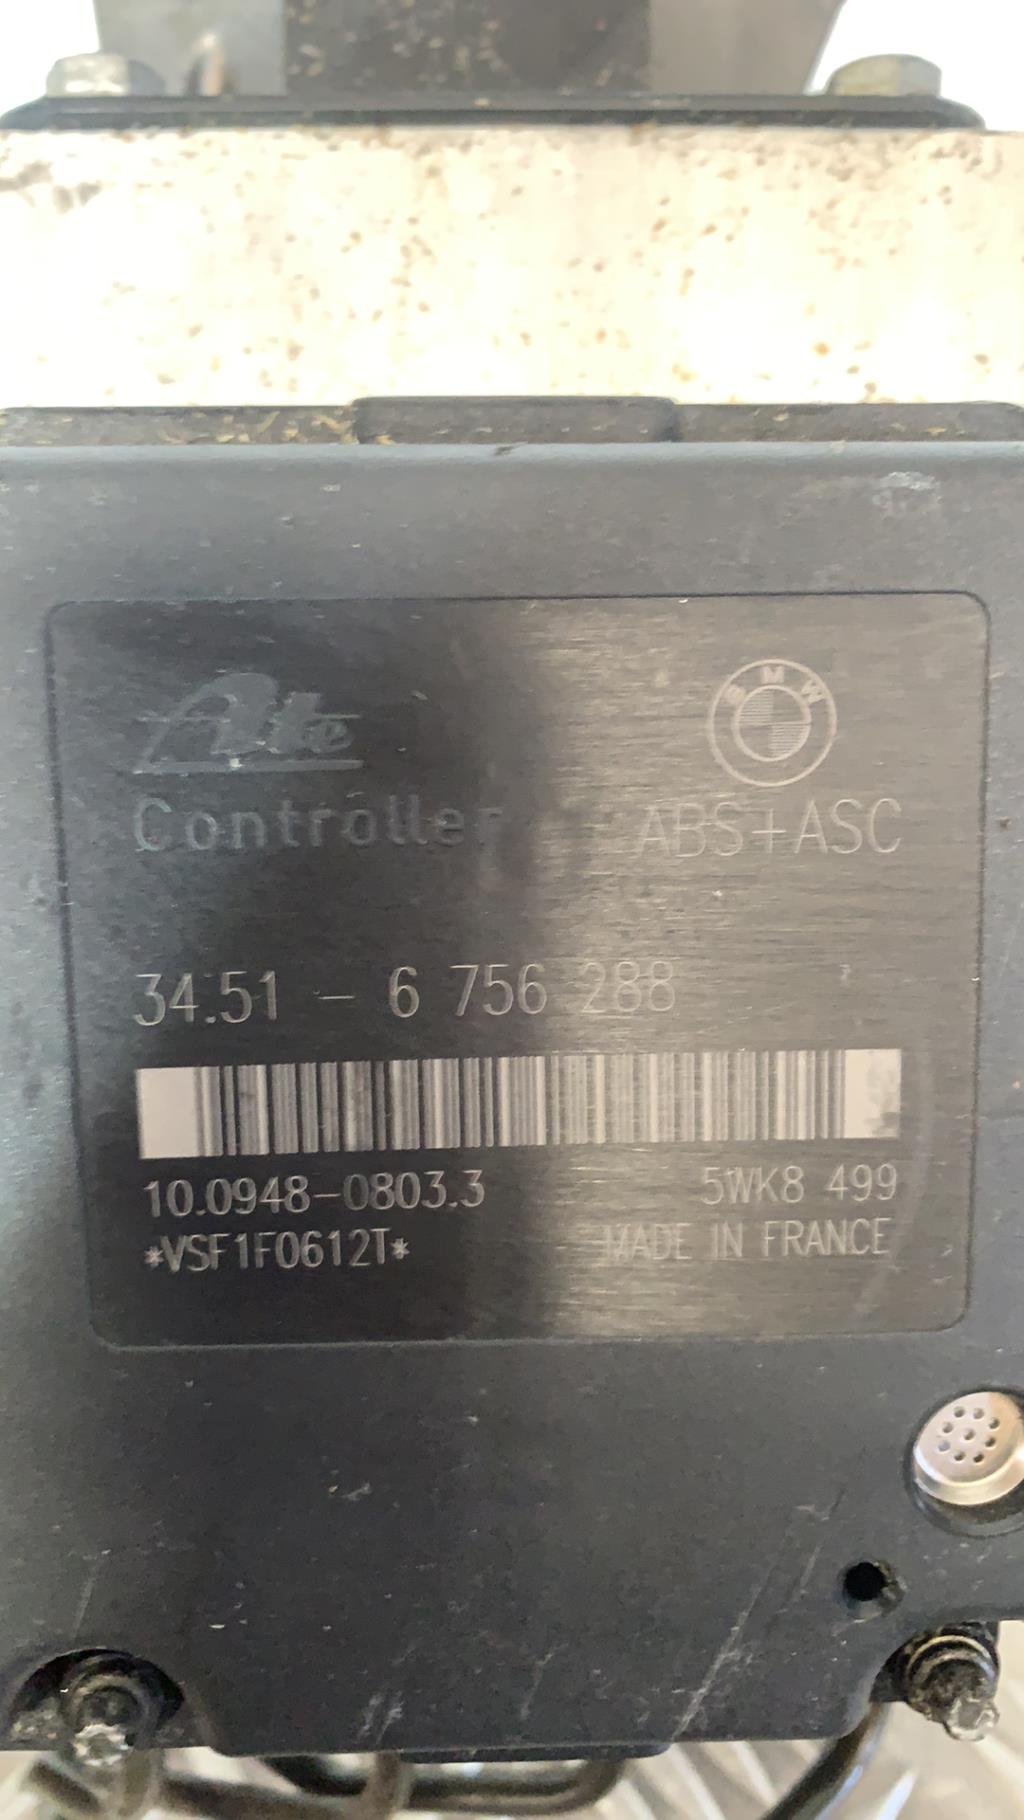 Ate
BMW
Controller
ABS+ASC
34.51 - 6 756 288
10.0948-0803.3
5WK8 499
*VSF1F0612T*
MADE IN FRANCE